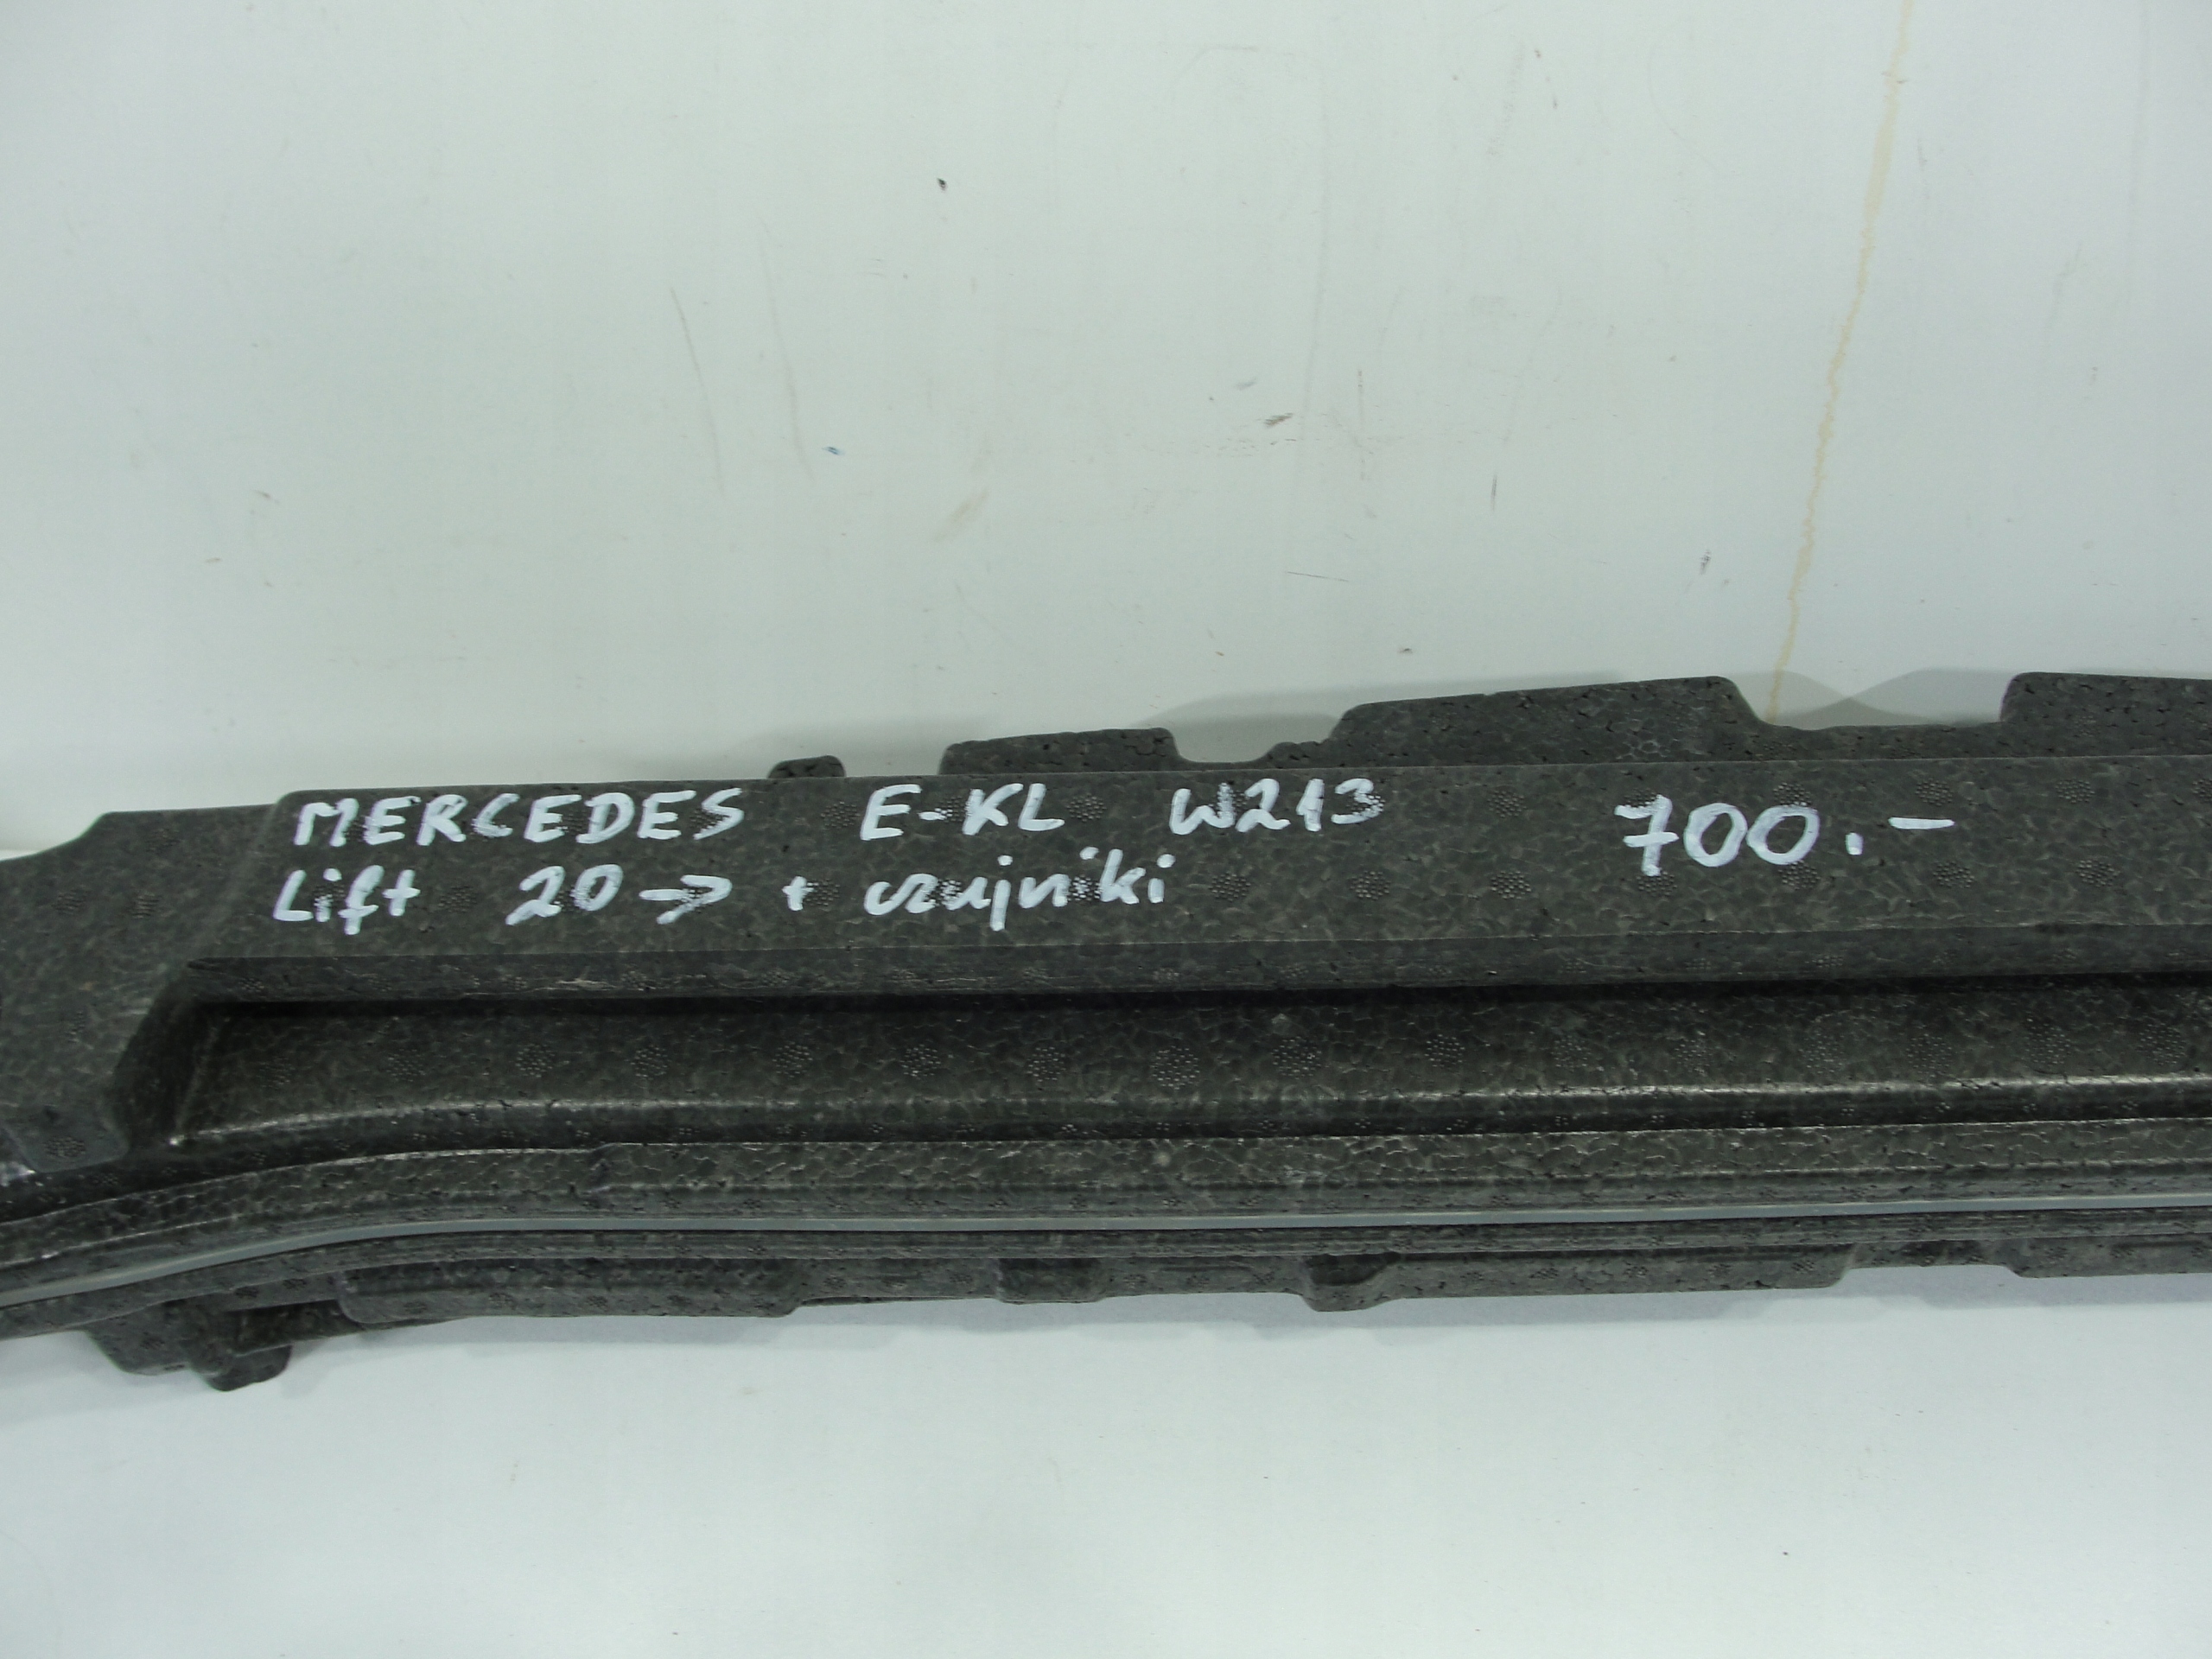 MERCEDES E-KL W213 700.-
Lift 20 -> + czujniki